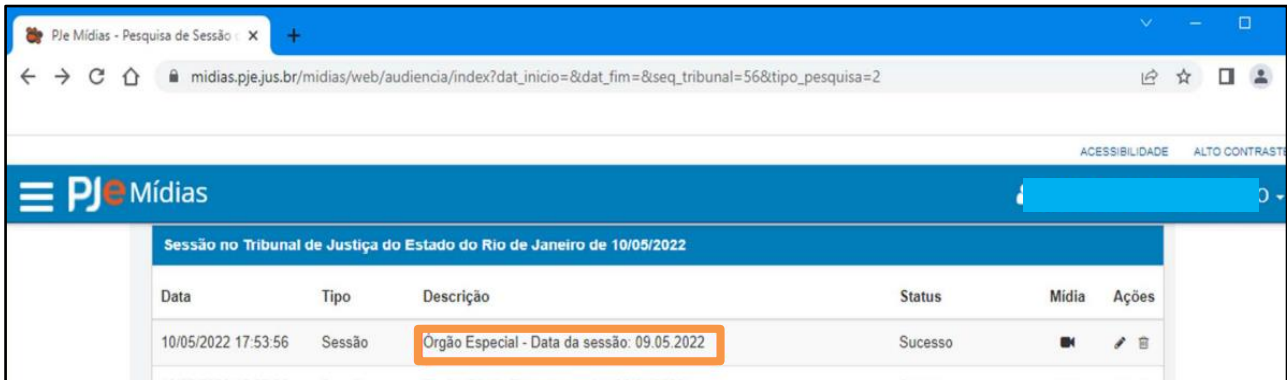 PJe Mídias - Pesquisa de Sessão
midias.pje.jus.br/midias/web/audiencia/index?dat_inicio=&dat_fim=&seq_tribunal=56&tipo_pesquisa=2
ACESSIBILIDADE ALTO CONTRASTE
PJe Mídias
Sessão no Tribunal de Justiça do Estado do Rio de Janeiro de 10/05/2022
Data Tipo Descrição Status Mídia Ações
10/05/2022 17:53:56 Sessão Órgão Especial - Data da sessão: 09.05.2022 Sucesso